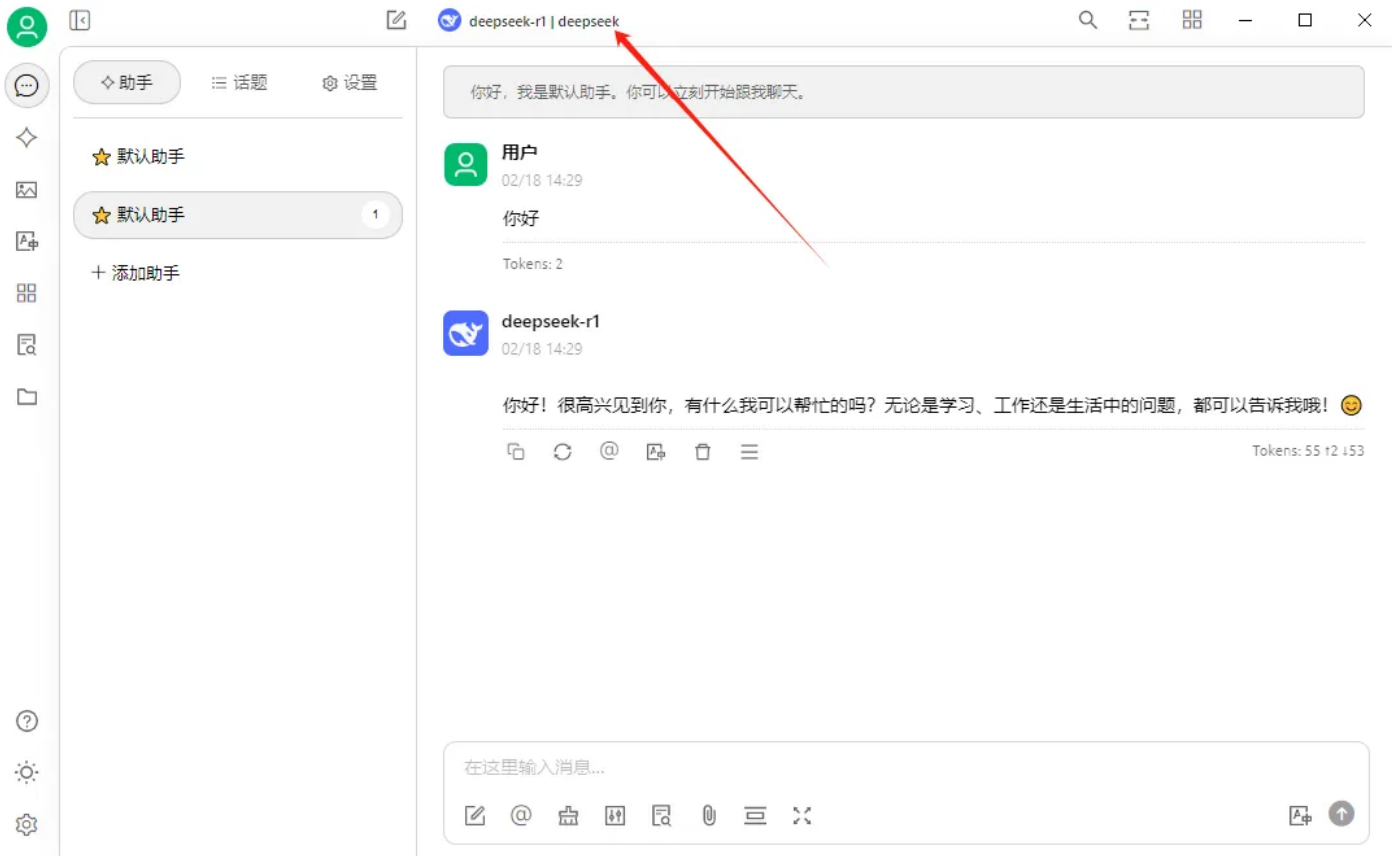 deepseek-r1 | deepseek
助手
话题
设置
默认助手
默认助手
1
添加助手
你好，我是默认助手。你可以立刻开始跟我聊天。
用户
02/18 14:29
你好
Tokens: 2
deepseek-r1
02/18 14:29
你好！很高兴见到你，有什么我可以帮忙的吗？无论是学习、工作还是生活中的问题，都可以告诉我哦！😊
Tokens: 55 ↑2 ↓53
在这里输入消息...